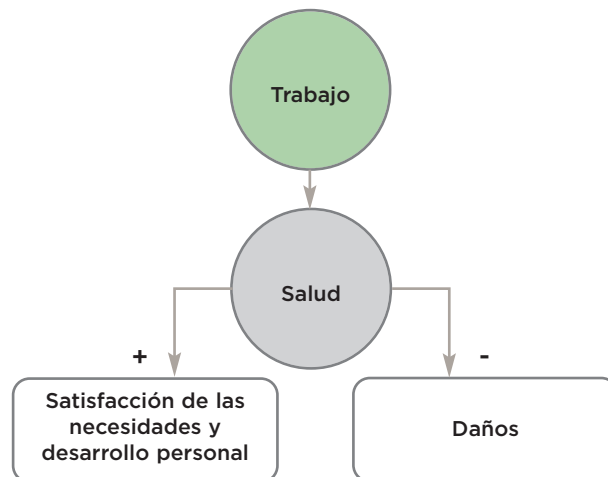 Trabajo
Salud
+
-
Satisfacción de las
necesidades y
desarrollo personal
Daños